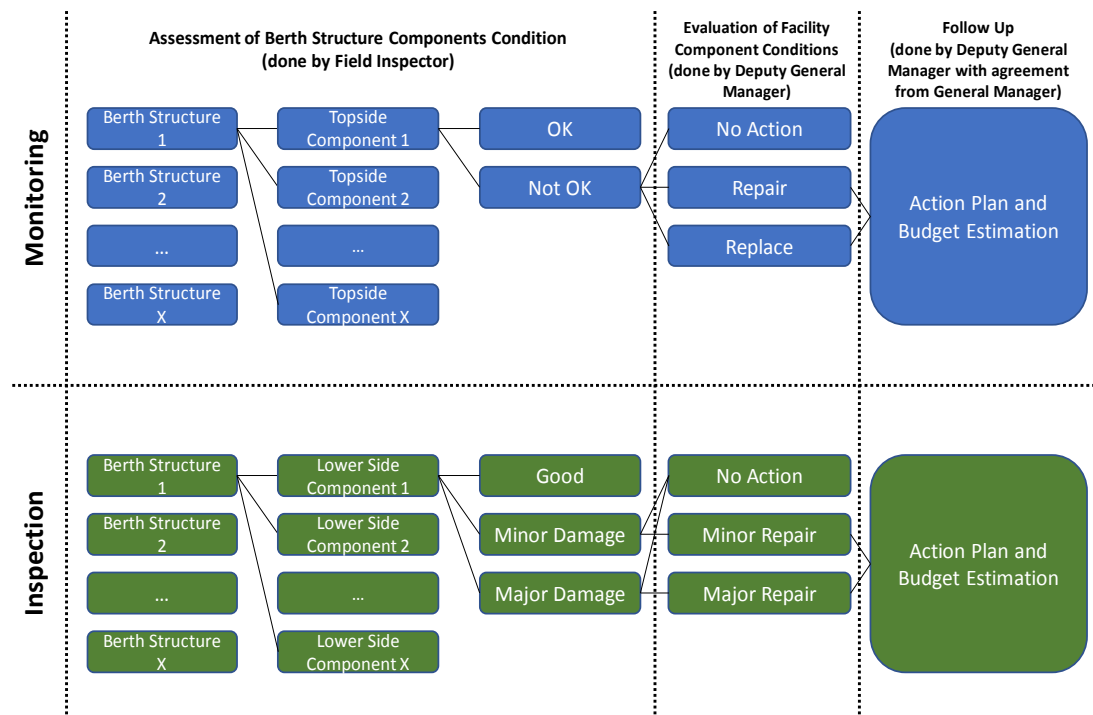 Assessment of Berth Structure Components Condition
(done by Field Inspector)
Evaluation of Facility
Component Conditions
(done by Deputy General
Manager)
Follow Up
(done by Deputy General
Manager with agreement
from General Manager)
Monitoring
Berth Structure
1
Topside
Component 1
OK
No Action
Berth Structure
2
Topside
Component 2
Not OK
Repair
Action Plan and
Budget Estimation
...
...
Replace
Berth Structure
X
Topside
Component X
Inspection
Berth Structure
1
Lower Side
Component 1
Good
No Action
Berth Structure
2
Lower Side
Component 2
Minor Damage
Minor Repair
Action Plan and
Budget Estimation
...
...
Major Damage
Major Repair
Berth Structure
X
Lower Side
Component X